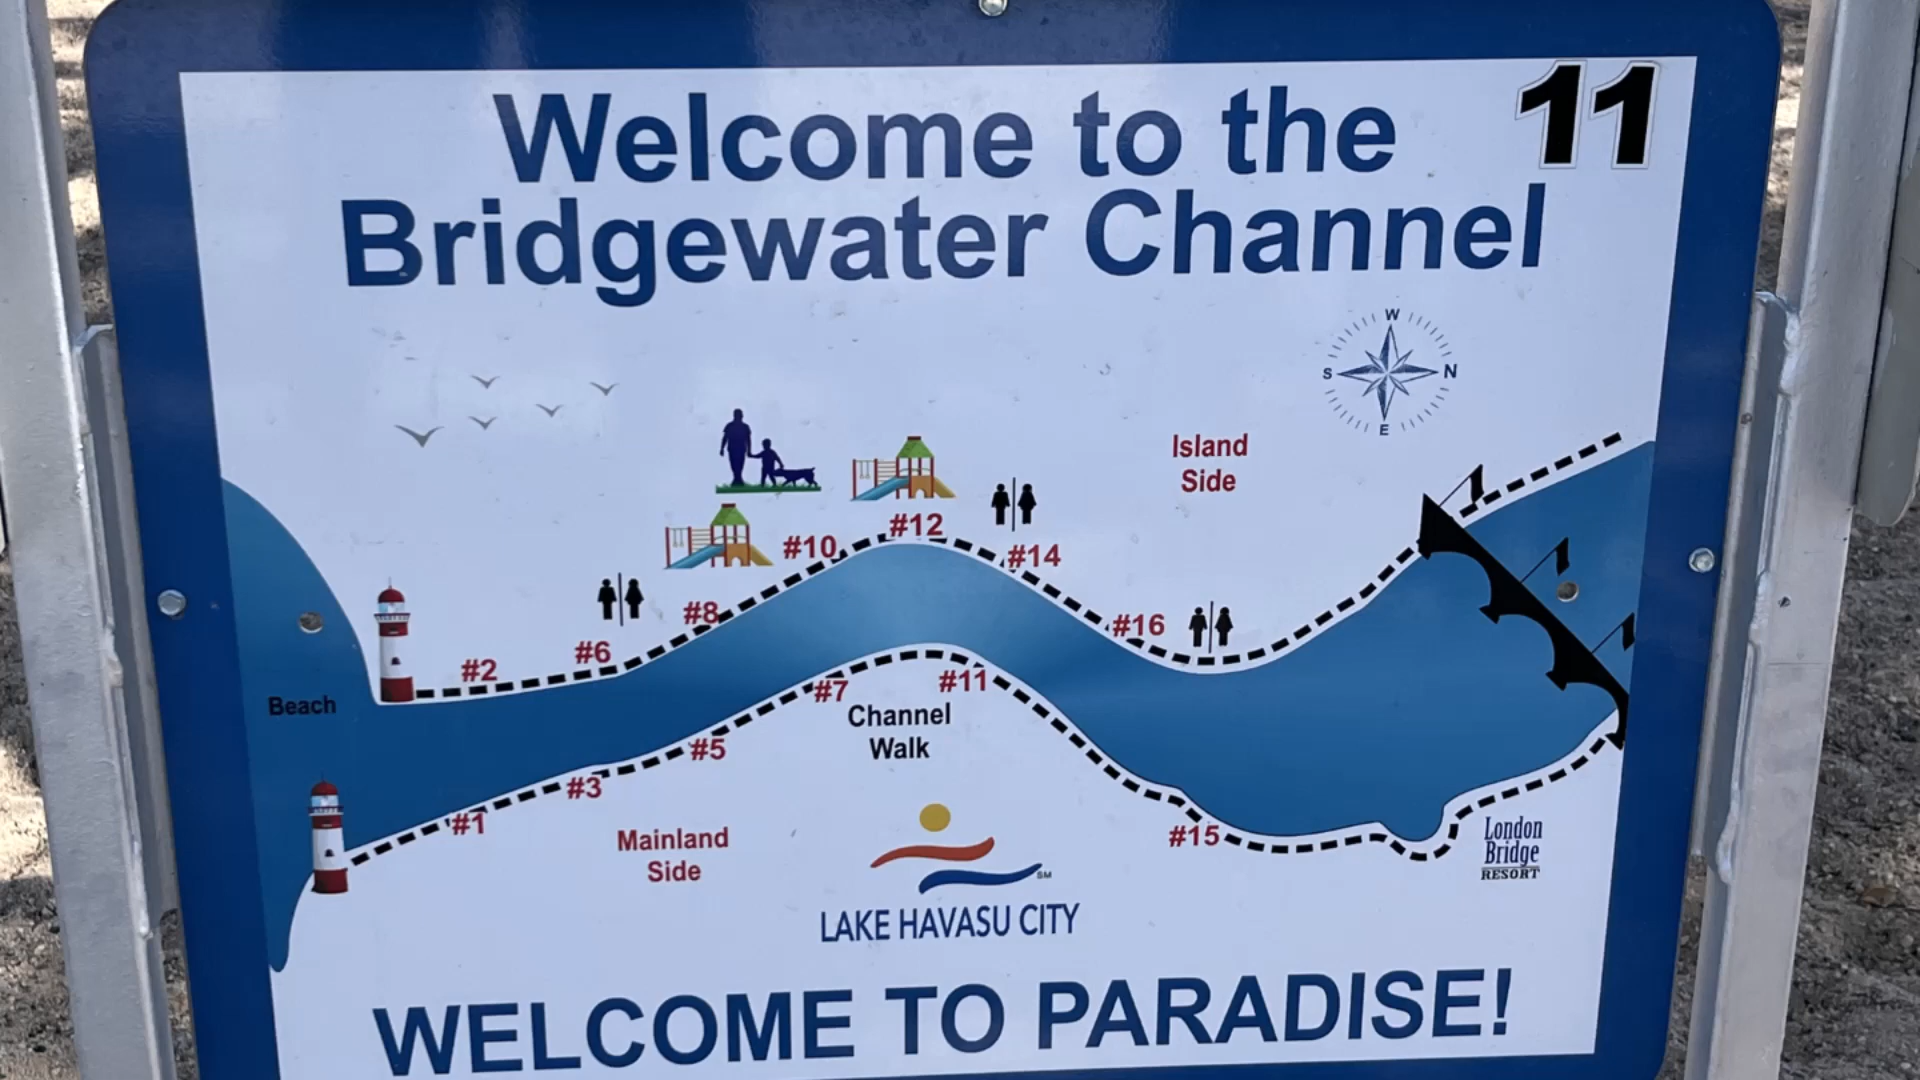 Welcome to the
11
Bridgewater Channel
W
S N
E
Island
Side
#12
#10
#14
#8
#16
#6
#2
Beach
#11
#7
Channel
Walk
#5
#3
#1
#15
Mainland
Side
London
Bridge
RESORT
SM
LAKE HAVASU CITY
WELCOME TO PARADISE!